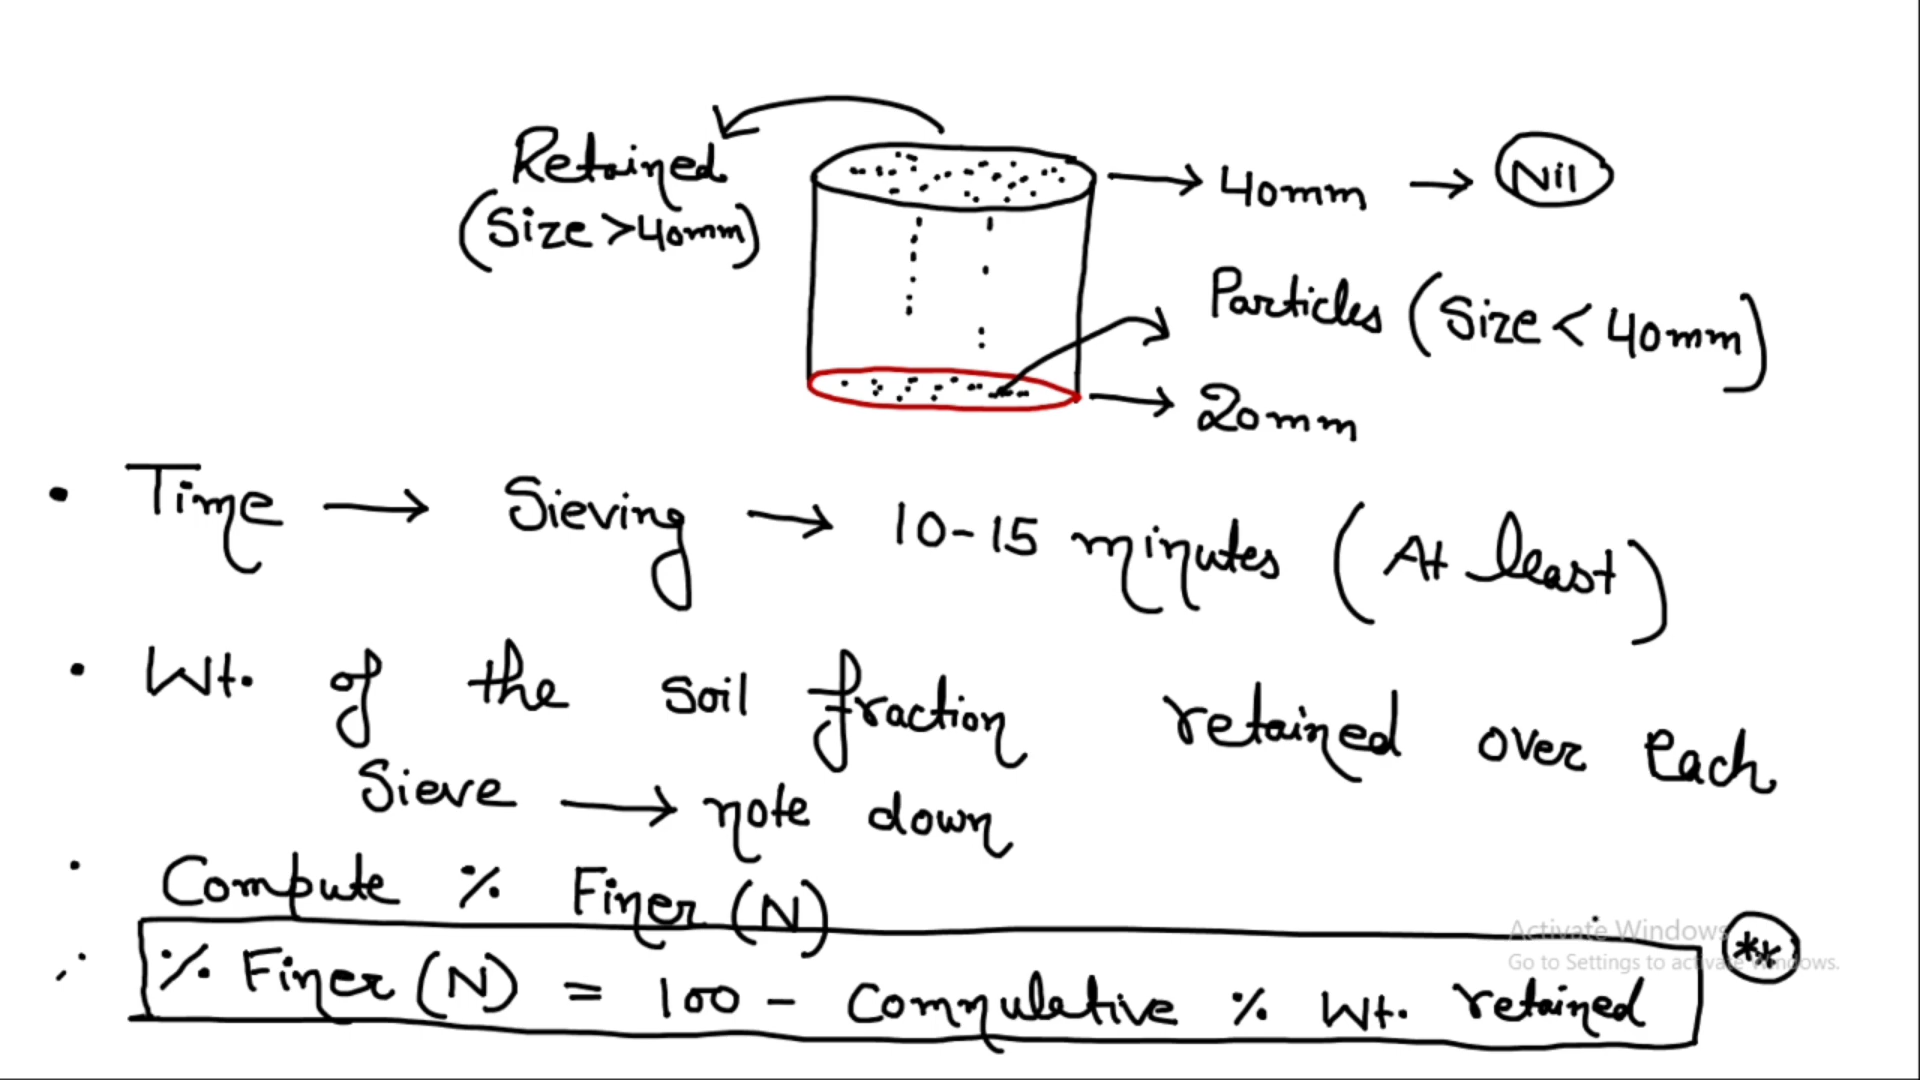 Retained
(Size >40mm)
40mm → Nil
Particles (Size < 40mm)
20mm
• Time → Sieving → 10-15 minutes (At least)
• Wt. of the soil fraction retained over each
Sieve → note down
• Compute % Finer (N)
% Finer (N) = 100 - Commulative % Wt. retained
**
Activate Windows
Go to Settings to activate Windows.